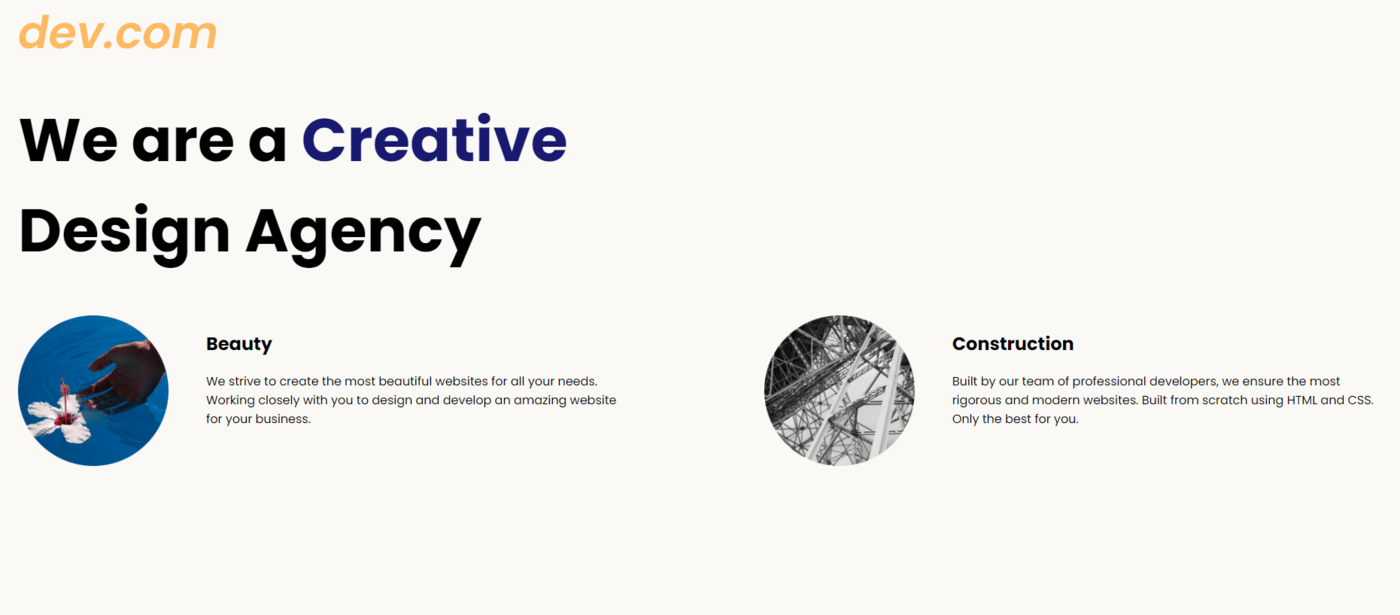 dev.com
We are a Creative
Design Agency
Beauty
We strive to create the most beautiful websites for all your needs.
Working closely with you to design and develop an amazing website
for your business.
Construction
Built by our team of professional developers, we ensure the most
rigorous and modern websites. Built from scratch using HTML and CSS.
Only the best for you.